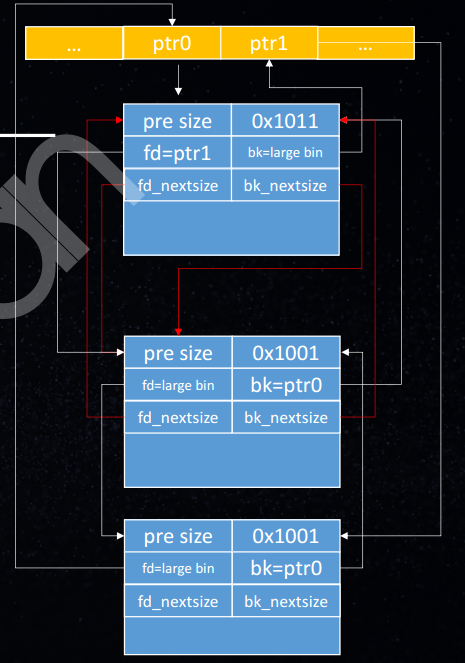 ... ptr0 ptr1 ...
pre size 0x1011
fd=ptr1 bk=large bin
fd_nextsize bk_nextsize
pre size 0x1001
fd=large bin bk=ptr0
fd_nextsize bk_nextsize
pre size 0x1001
fd=large bin bk=ptr0
fd_nextsize bk_nextsize